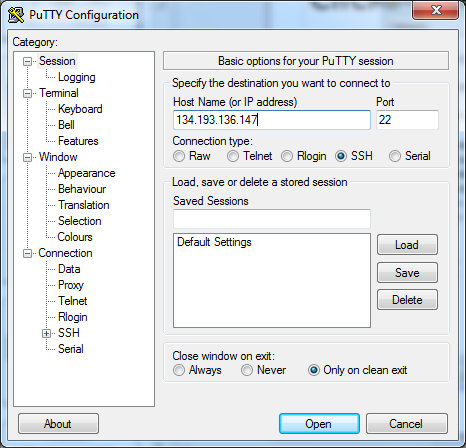 PuTTY Configuration
Category:
Session
Logging
Terminal
Keyboard
Bell
Features
Window
Appearance
Behaviour
Translation
Selection
Colours
Connection
Data
Proxy
Telnet
Rlogin
SSH
Serial
Basic options for your PuTTY session
Specify the destination you want to connect to
Host Name (or IP address) Port
134.193.136.147 22
Connection type:
Raw Telnet Rlogin SSH Serial
Load, save or delete a stored session
Saved Sessions
Default Settings
Load
Save
Delete
Close window on exit:
Always Never Only on clean exit
About Open Cancel